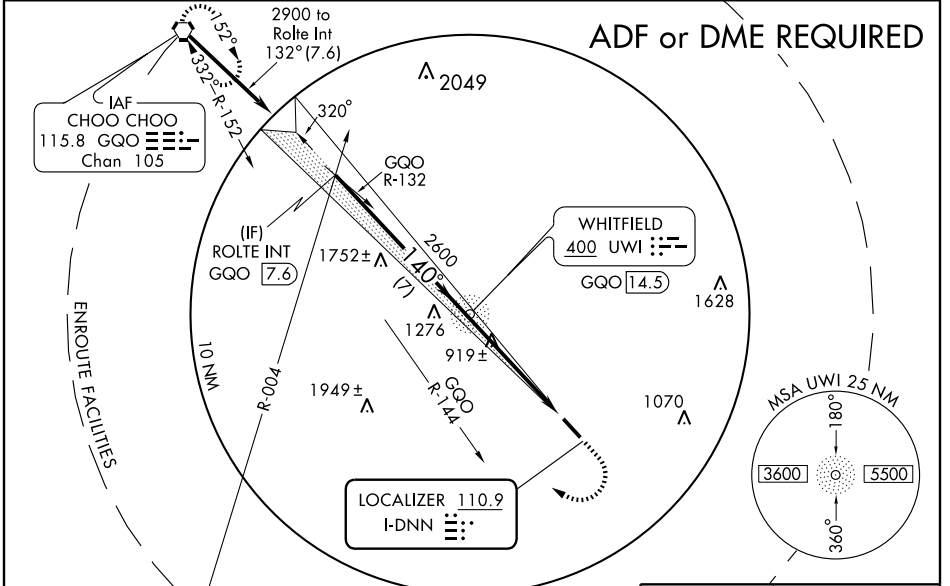 ADF or DME REQUIRED
152°
2900 to
Rolte Int
132° (7.6)
332°
R-152
IAF
CHOO CHOO
115.8 GQO
Chan 105
2049
320°
GQO
R-132
(IF)
ROLTE INT
GQO 7.6
1752±
2600
140°
(7)
WHITFIELD
400 UWI
GQO 14.5
1628
1276
919±
ENROUTE FACILITIES
10 NM
R-004
1949±
GQO
R-144
1070
LOCALIZER 110.9
I-DNN
MSA UWI 25 NM
180°
3600
5500
360°